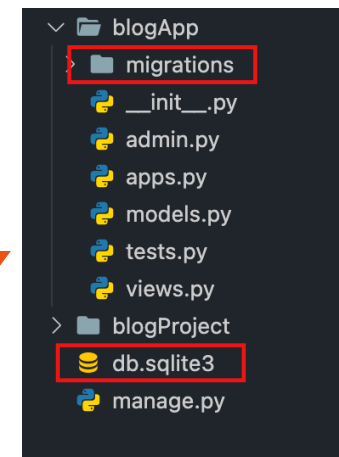 blogApp
migrations
__init__.py
admin.py
apps.py
models.py
tests.py
views.py
blogProject
db.sqlite3
manage.py